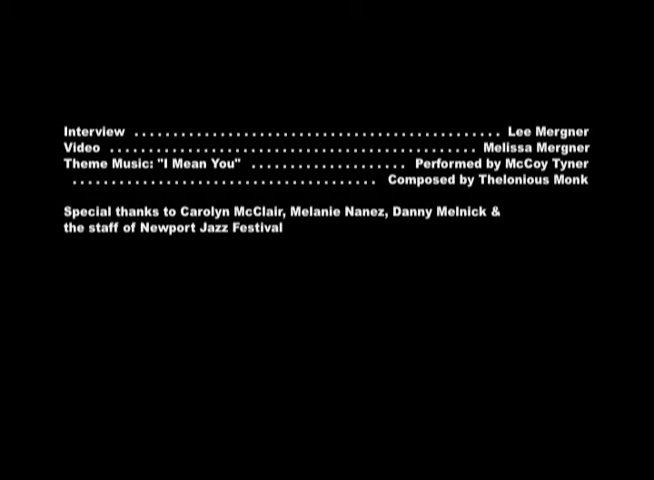 Interview .............................................. Lee Mergner
Video .............................................. Melissa Mergner
Theme Music: "I Mean You" .................... Performed by McCoy Tyner
...................................... Composed by Thelonious Monk
Special thanks to Carolyn McClair, Melanie Nanez, Danny Melnick &
the staff of Newport Jazz Festival